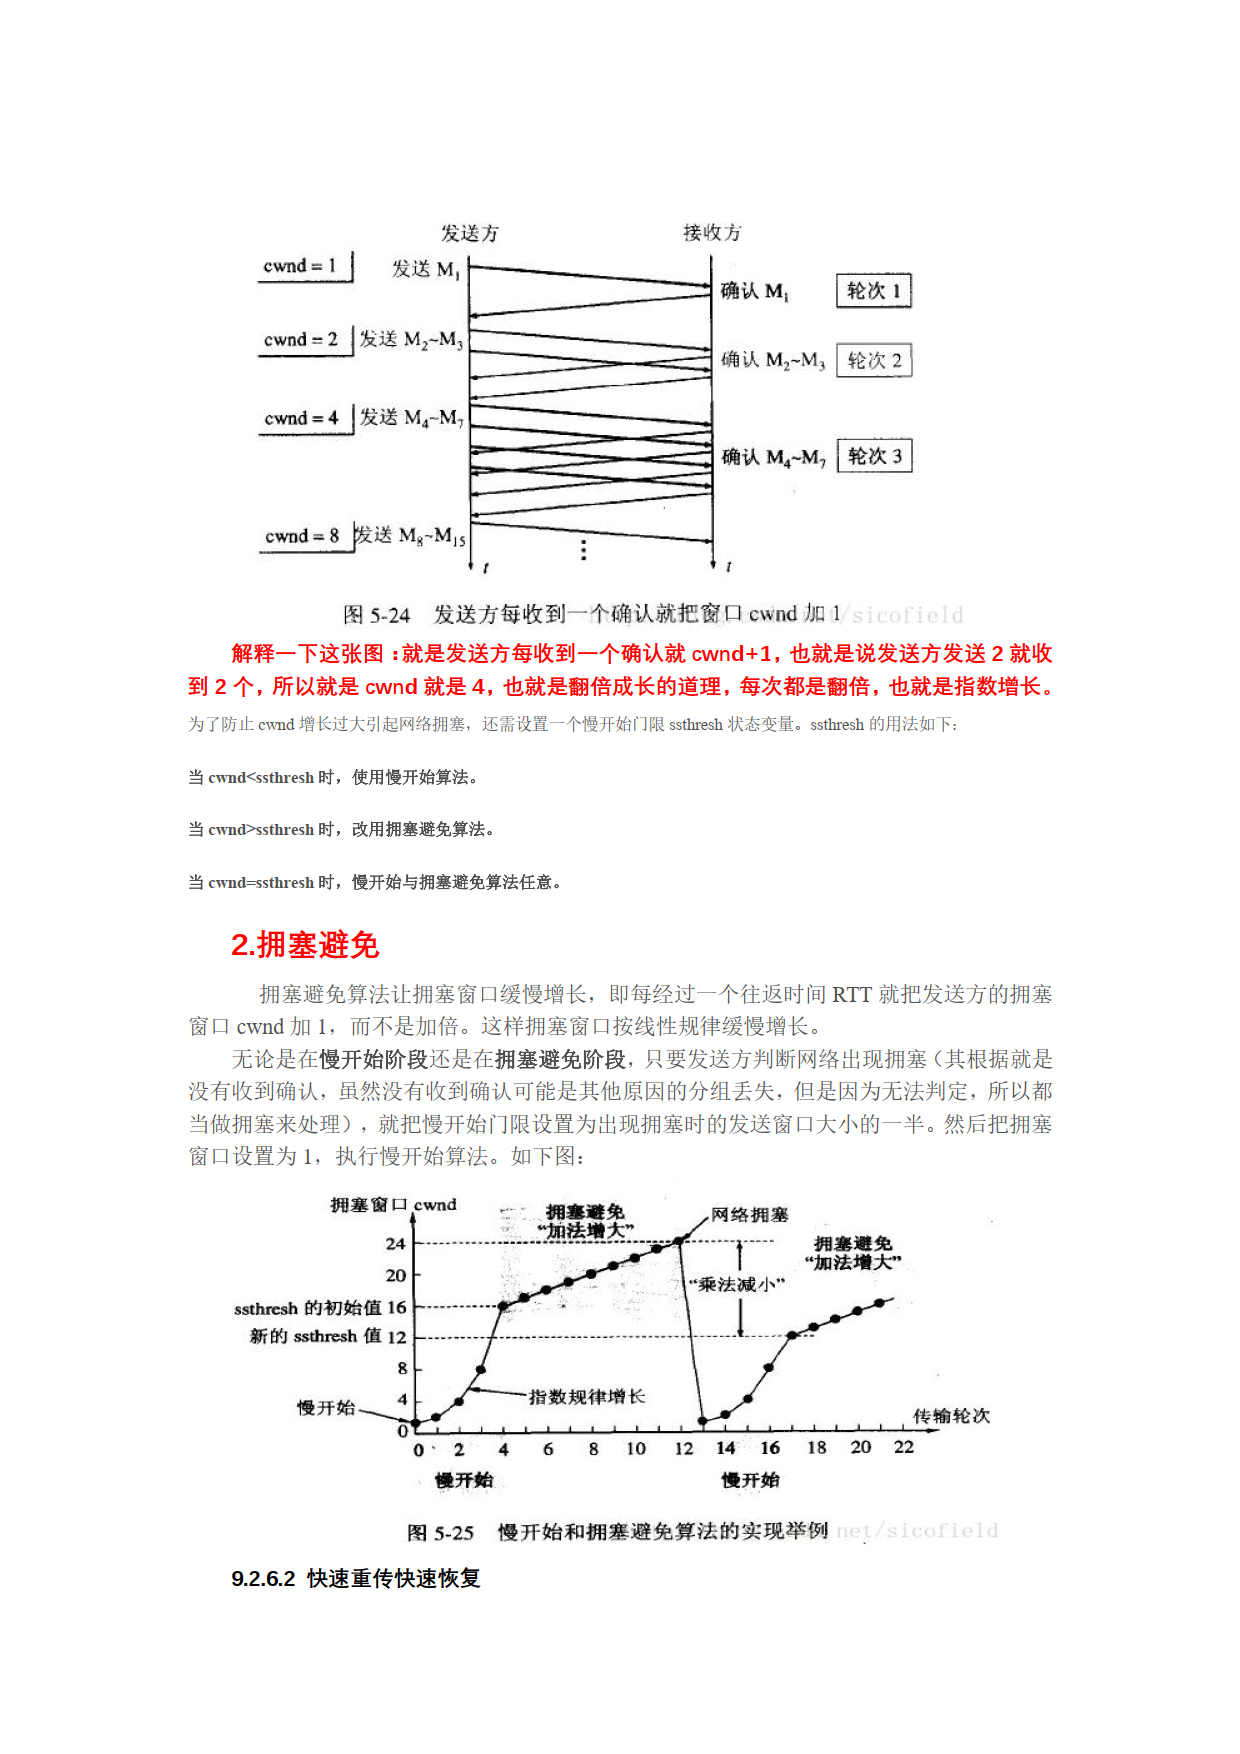 发送方 接收方
cwnd = 1 发送 M1 确认 M1 轮次 1
cwnd = 2 发送 M2~M3 确认 M2~M3 轮次 2
cwnd = 4 发送 M4~M7 确认 M4~M7 轮次 3
cwnd = 8 发送 M8~M15
t t
图 5-24 发送方每收到一个确认就把窗口 cwnd 加 1
解释一下这张图：就是发送方每收到一个确认就 cwnd+1，也就是说发送方发送 2 就收
到 2 个，所以就是 cwnd 就是 4，也就是翻倍成长的道理，每次都是翻倍，也就是指数增长。
为了防止 cwnd 增长过大引起网络拥塞，还需设置一个慢开始门限 ssthresh 状态变量。ssthresh 的用法如下：
当 cwnd<ssthresh 时，使用慢开始算法。
当 cwnd>ssthresh 时，改用拥塞避免算法。
当 cwnd=ssthresh 时，慢开始与拥塞避免算法任意。
2.拥塞避免
拥塞避免算法让拥塞窗口缓慢增长，即每经过一个往返时间 RTT 就把发送方的拥塞
窗口 cwnd 加 1，而不是加倍。这样拥塞窗口按线性规律缓慢增长。
无论是在慢开始阶段还是在拥塞避免阶段，只要发送方判断网络出现拥塞（其根据就是
没有收到确认，虽然没有收到确认可能是其他原因的分组丢失，但是因为无法判定，所以都
当做拥塞来处理），就把慢开始门限设置为出现拥塞时的发送窗口大小的一半。然后把拥塞
窗口设置为 1，执行慢开始算法。如下图：
拥塞窗口 cwnd
拥塞避免
“加法增大”
网络拥塞
拥塞避免
“加法增大”
24
20
“乘法减小”
ssthresh 的初始值 16
新的 ssthresh 值 12
8
4
指数规律增长
慢开始
0
传输轮次
0 2 4 6 8 10 12 14 16 18 20 22
慢开始 慢开始
图 5-25 慢开始和拥塞避免算法的实现举例
net/sicofield
9.2.6.2 快速重传快速恢复